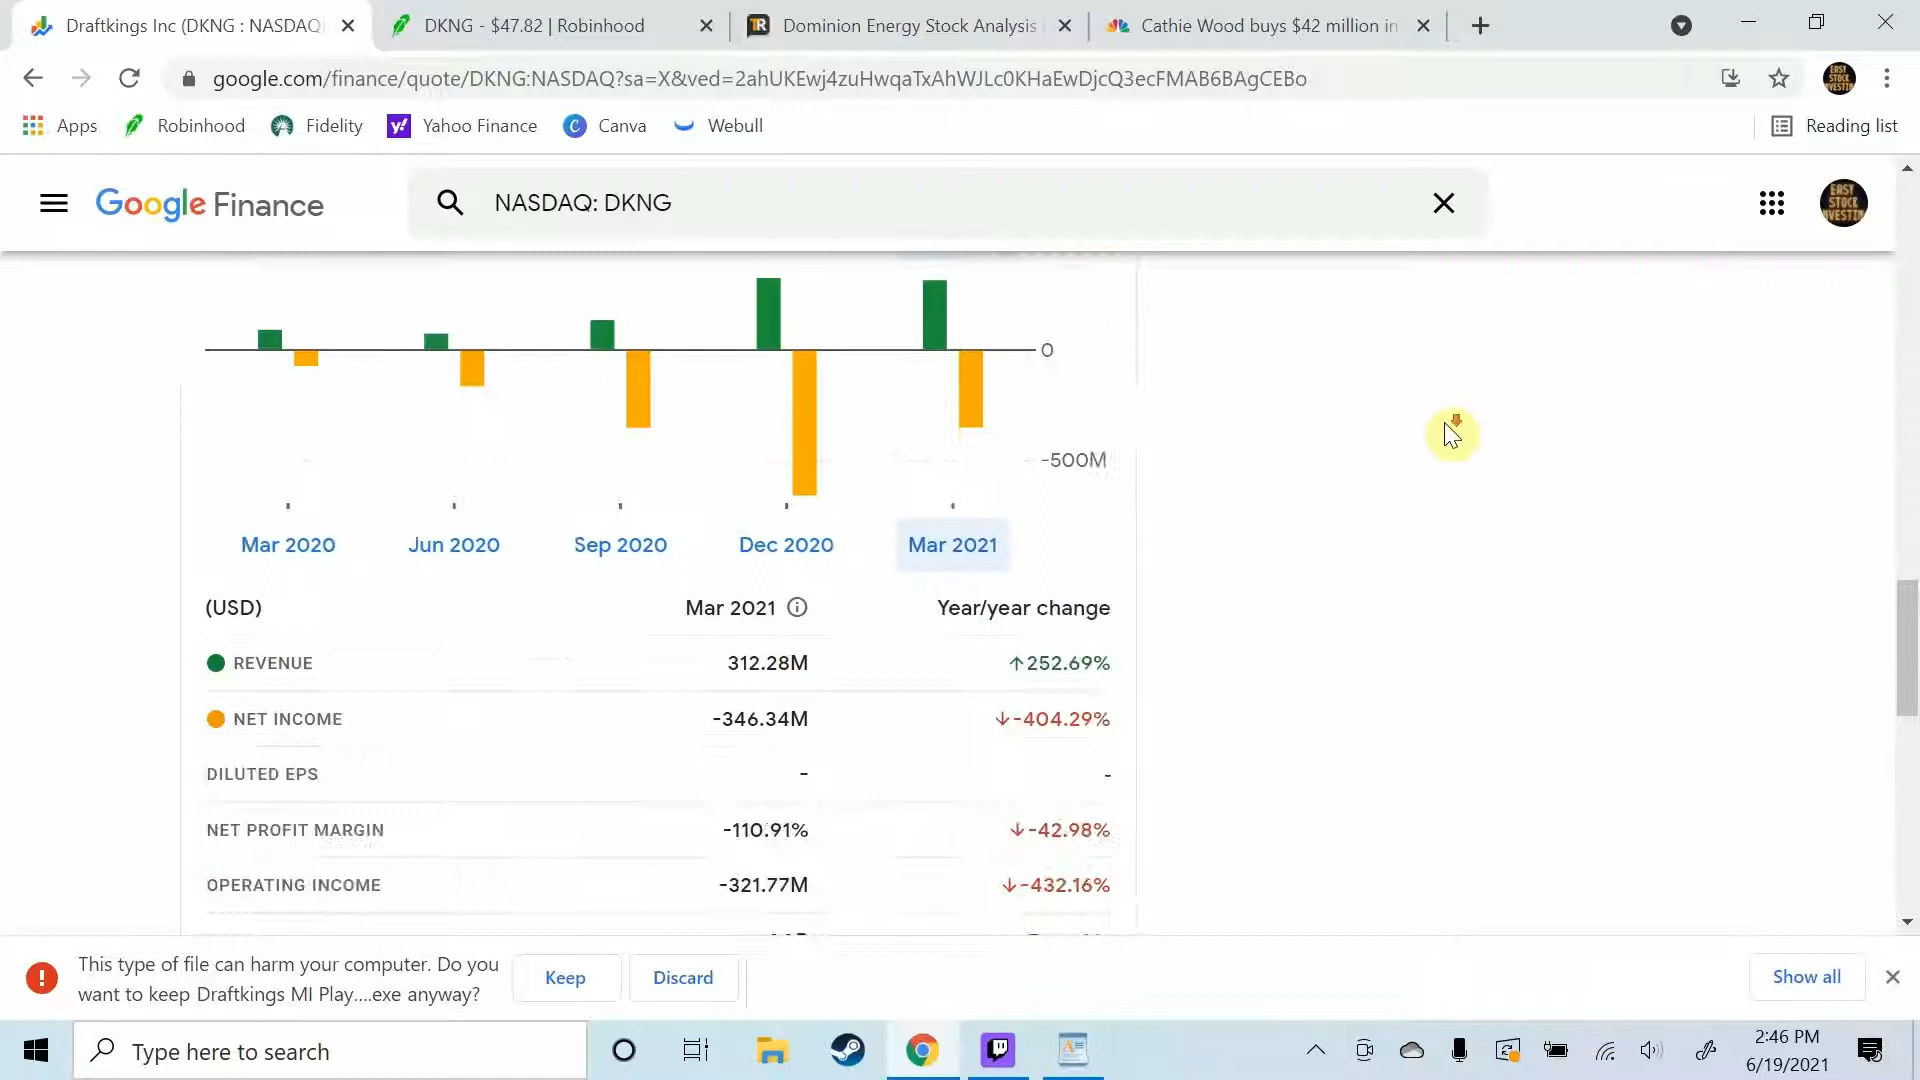 Draftkings Inc (DKNG : NASDAQ
DKNG - $47.82 | Robinhood
Dominion Energy Stock Analysis
Cathie Wood buys $42 million in
google.com/finance/quote/DKNG:NASDAQ?sa=X&ved=2ahUKEwj4zuHwqaTxAhWJLc0KHaEwDjcQ3ecFMAB6BAgCEBo
Apps
Robinhood
Fidelity
Yahoo Finance
Canva
Webull
Reading list
Google Finance
NASDAQ: DKNG
EASY STOCK INVESTIN
0
-500M
Mar 2020
Jun 2020
Sep 2020
Dec 2020
Mar 2021
(USD) Mar 2021 Year/year change
REVENUE 312.28M ↑252.69%
NET INCOME -346.34M ↓-404.29%
DILUTED EPS - -
NET PROFIT MARGIN -110.91% ↓-42.98%
OPERATING INCOME -321.77M ↓-432.16%
This type of file can harm your computer. Do you
want to keep Draftkings MI Play....exe anyway?
Keep
Discard
Show all
Type here to search
2:46 PM
6/19/2021